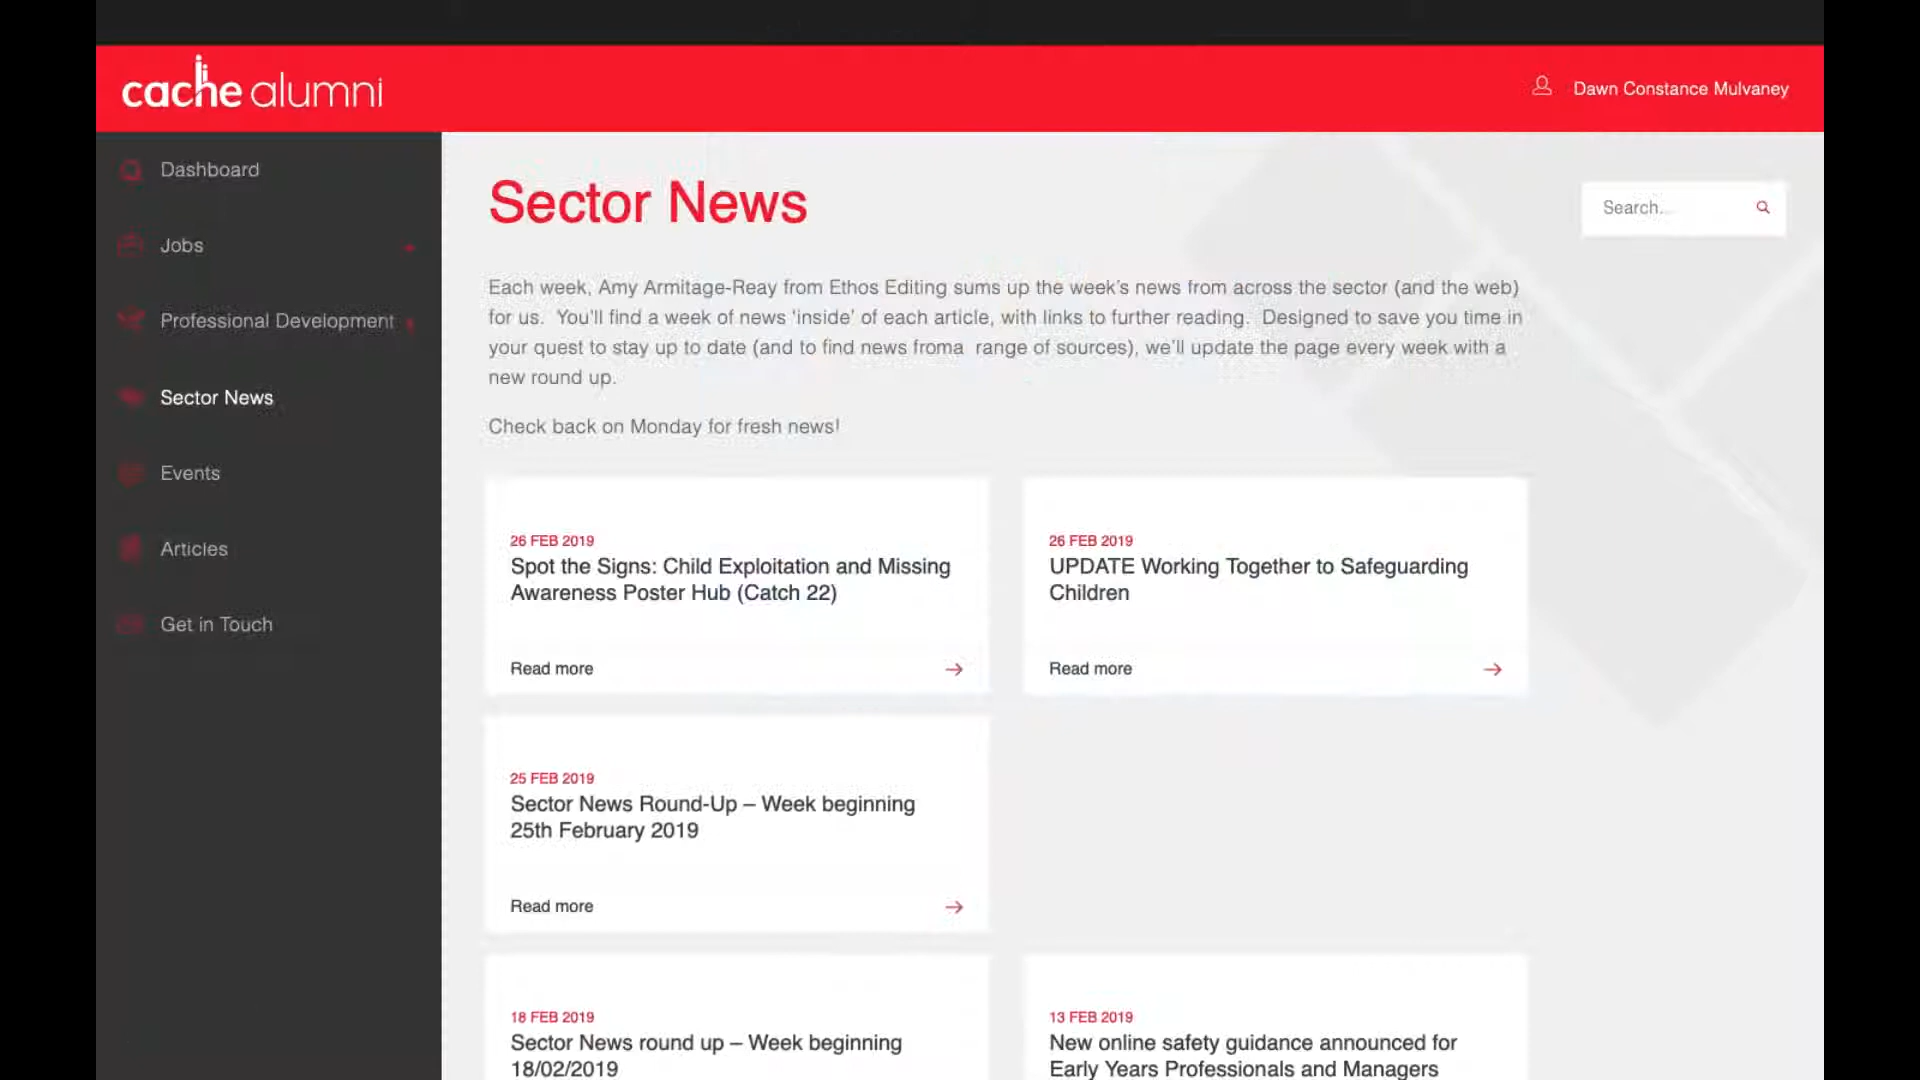 cache alumni
Dawn Constance Mulvaney
Dashboard
Jobs
Professional Development
Sector News
Events
Articles
Get in Touch
Sector News
Search...
Each week, Amy Armitage-Reay from Ethos Editing sums up the week's news from across the sector (and the web)
for us.  You'll find a week of news 'inside' of each article, with links to further reading.  Designed to save you time in
your quest to stay up to date (and to find news froma  range of sources), we'll update the page every week with a
new round up.
Check back on Monday for fresh news!
26 FEB 2019
Spot the Signs: Child Exploitation and Missing
Awareness Poster Hub (Catch 22)
Read more
26 FEB 2019
UPDATE Working Together to Safeguarding
Children
Read more
25 FEB 2019
Sector News Round-Up – Week beginning
25th February 2019
Read more
18 FEB 2019
Sector News round up – Week beginning
18/02/2019
13 FEB 2019
New online safety guidance announced for
Early Years Professionals and Managers